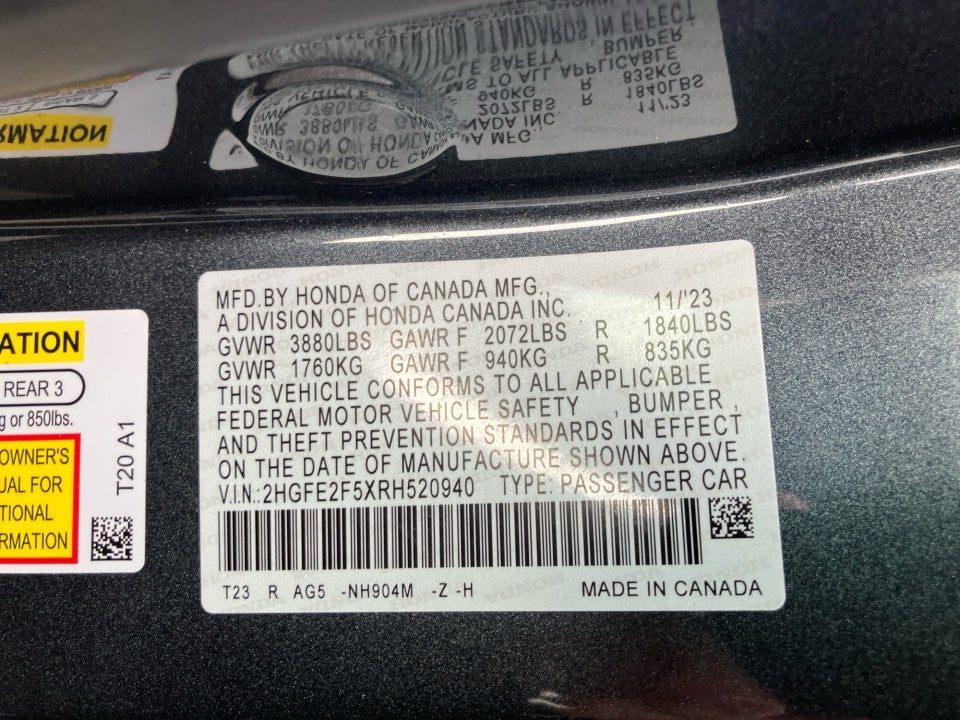 MFD.BY HONDA OF CANADA MFG.,
A DIVISION OF HONDA CANADA INC. 11/'23
GVWR 3880LBS GAWR F 2072LBS R 1840LBS
GVWR 1760KG GAWR F 940KG R 835KG
THIS VEHICLE CONFORMS TO ALL APPLICABLE
FEDERAL MOTOR VEHICLE SAFETY , BUMPER ,
AND THEFT PREVENTION STANDARDS IN EFFECT
ON THE DATE OF MANUFACTURE SHOWN ABOVE.
V.I.N.:2HGFE2F5XRH520940 TYPE: PASSENGER CAR
T23 R AG5 -NH904M -Z -H MADE IN CANADA
ATION
REAR 3
g or 850lbs.
OWNER'S
UAL FOR
TIONAL
RMATION
T20 A1